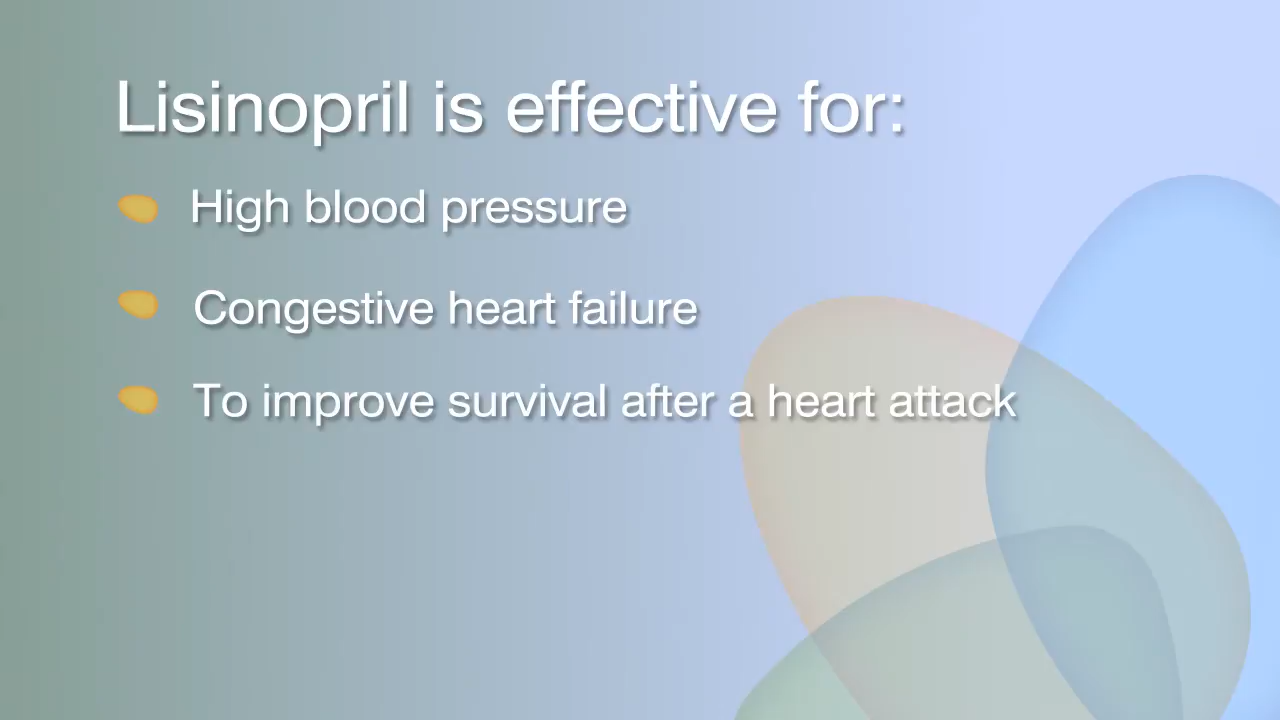 Lisinopril is effective for:
High blood pressure
Congestive heart failure
To improve survival after a heart attack